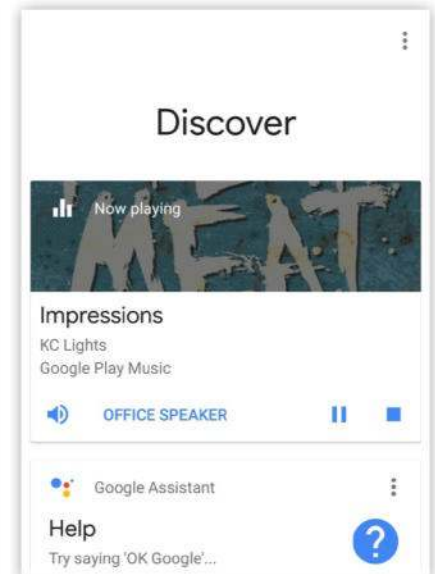 Discover
Now playing
MEAT
Impressions
KC Lights
Google Play Music
OFFICE SPEAKER
Google Assistant
Help
Try saying 'OK Google'...
?